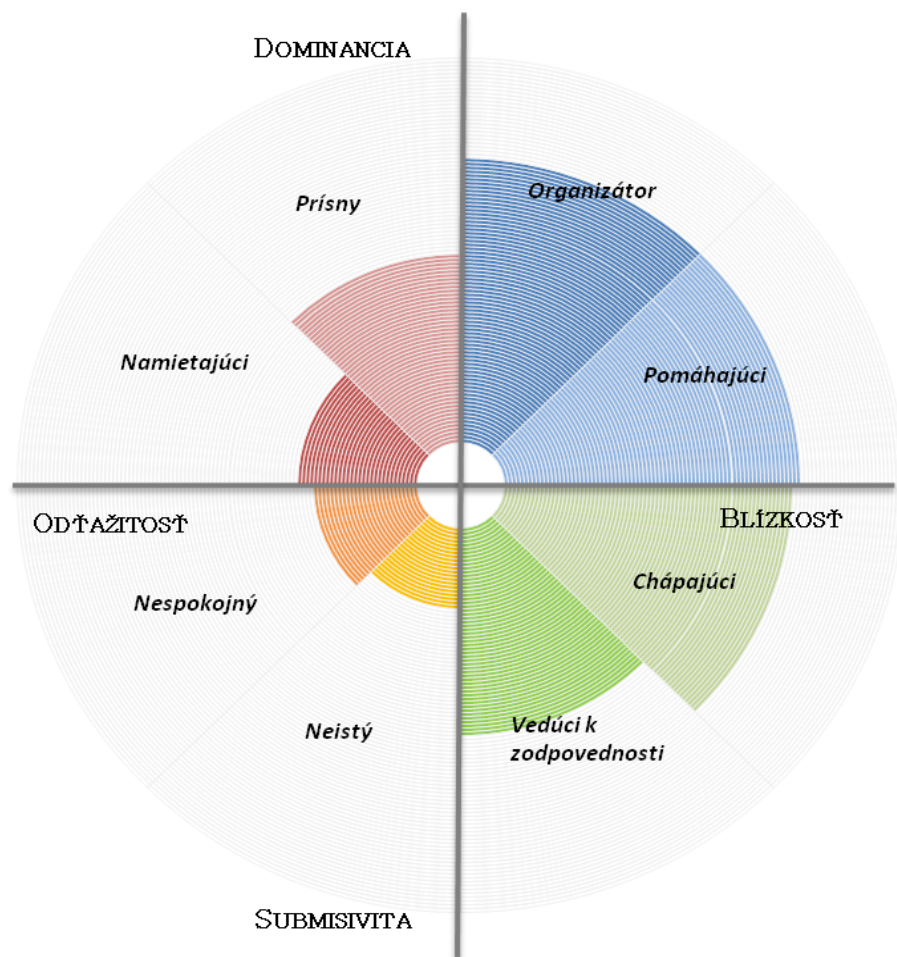 DOMINANCIA
Organizátor
Prísny
Namietajúci
Pomáhajúci
ODŤAŽITOSŤ
BLÍZKOSŤ
Chápajúci
Nespokojný
Neistý
Vedúci k
zodpovednosti
SUBMISIVITA